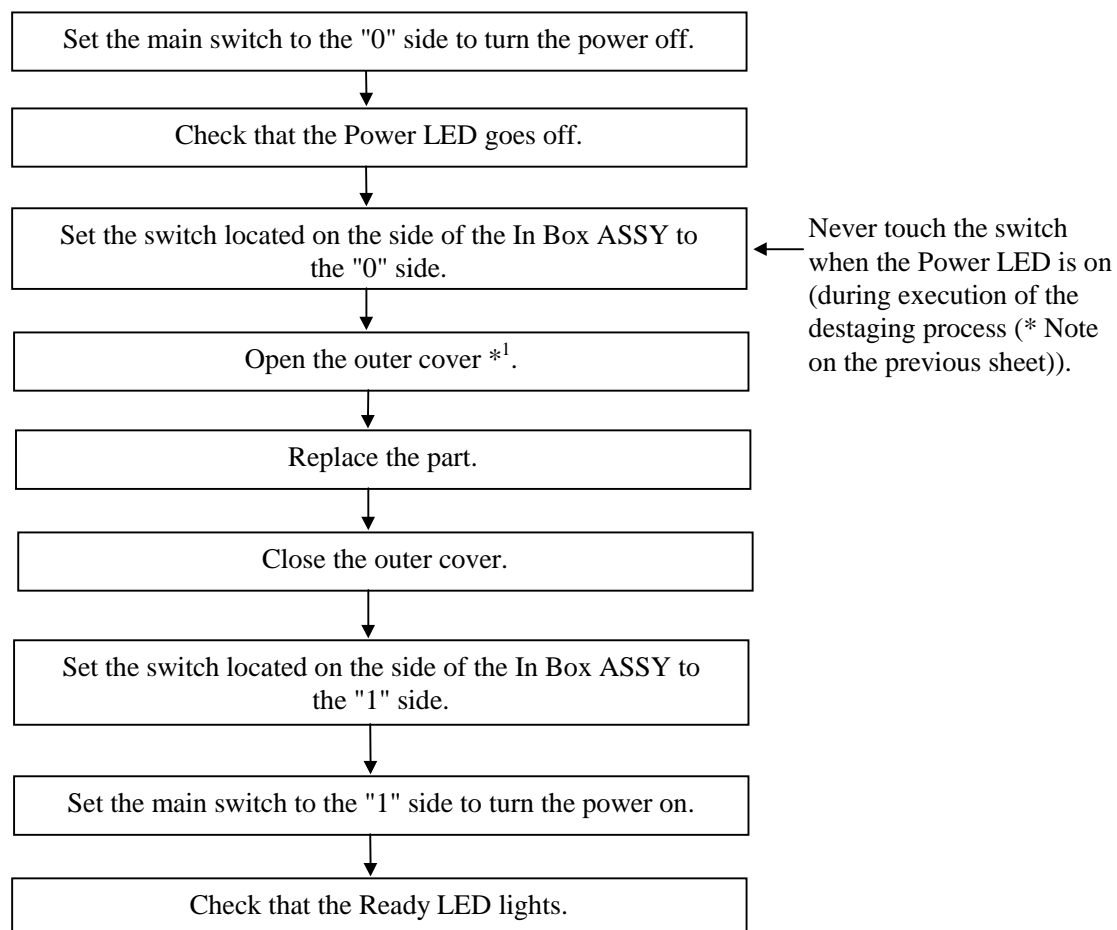 Set the main switch to the "0" side to turn the power off.
Check that the Power LED goes off.
Set the switch located on the side of the In Box ASSY to
the "0" side.
Never touch the switch
when the Power LED is on
(during execution of the
destaging process (* Note
on the previous sheet)).
Open the outer cover *1.
Replace the part.
Close the outer cover.
Set the switch located on the side of the In Box ASSY to
the "1" side.
Set the main switch to the "1" side to turn the power on.
Check that the Ready LED lights.